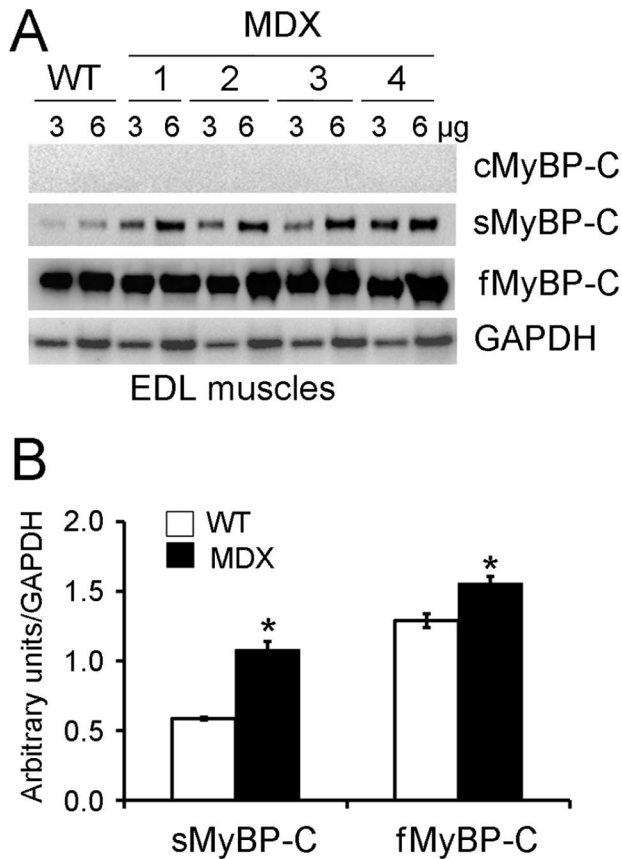 A
MDX
WT 1 2 3 4
3 6 3 6 3 6 3 6 3 6 µg
cMyBP-C
sMyBP-C
fMyBP-C
GAPDH
EDL muscles
B
Arbitrary units/GAPDH
2.0
1.5
1.0
0.5
0.0
WT
MDX
*
*
sMyBP-C fMyBP-C